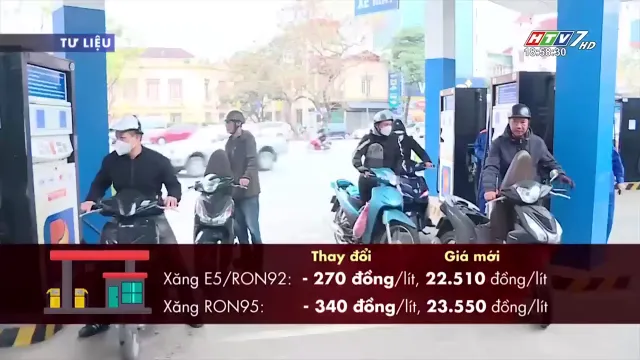 TƯ LIỆU
HTV7 HD
18:58:30
Thay đổi Giá mới
Xăng E5/RON92: - 270 đồng/lít, 22.510 đồng/lít
Xăng RON95: - 340 đồng/lít, 23.550 đồng/lít